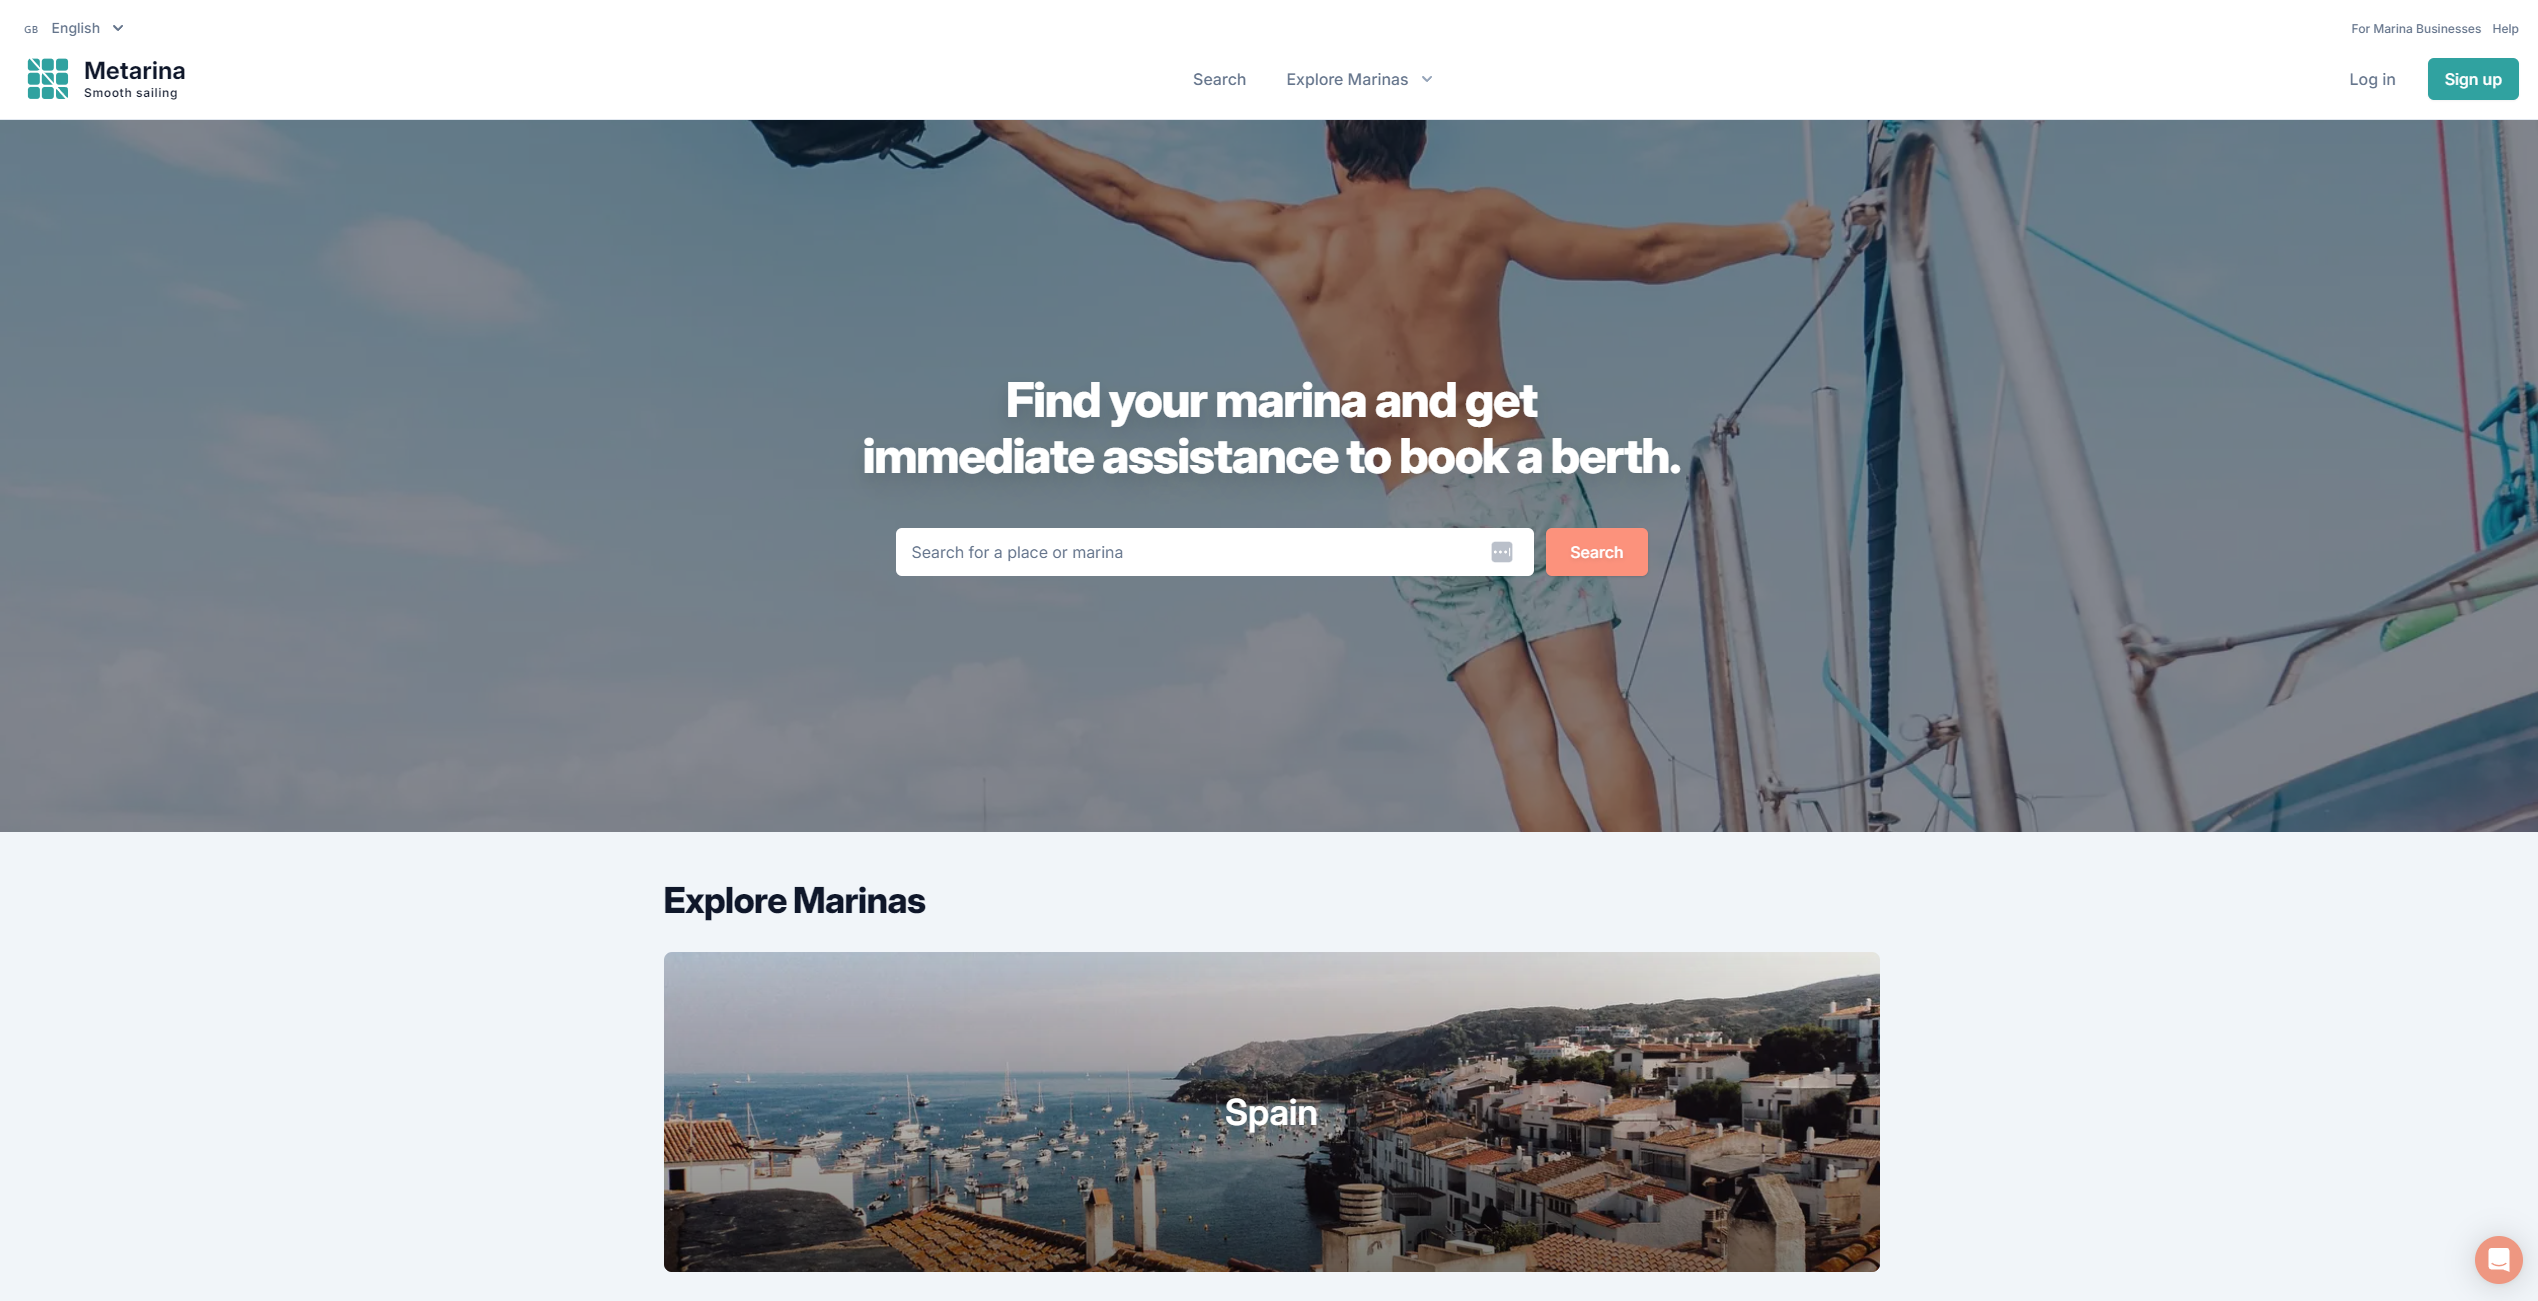 GB English
For Marina Businesses Help
Metarina
Smooth sailing
Search Explore Marinas
Log in Sign up
Find your marina and get
immediate assistance to book a berth.
Search for a place or marina
Search
Explore Marinas
Spain